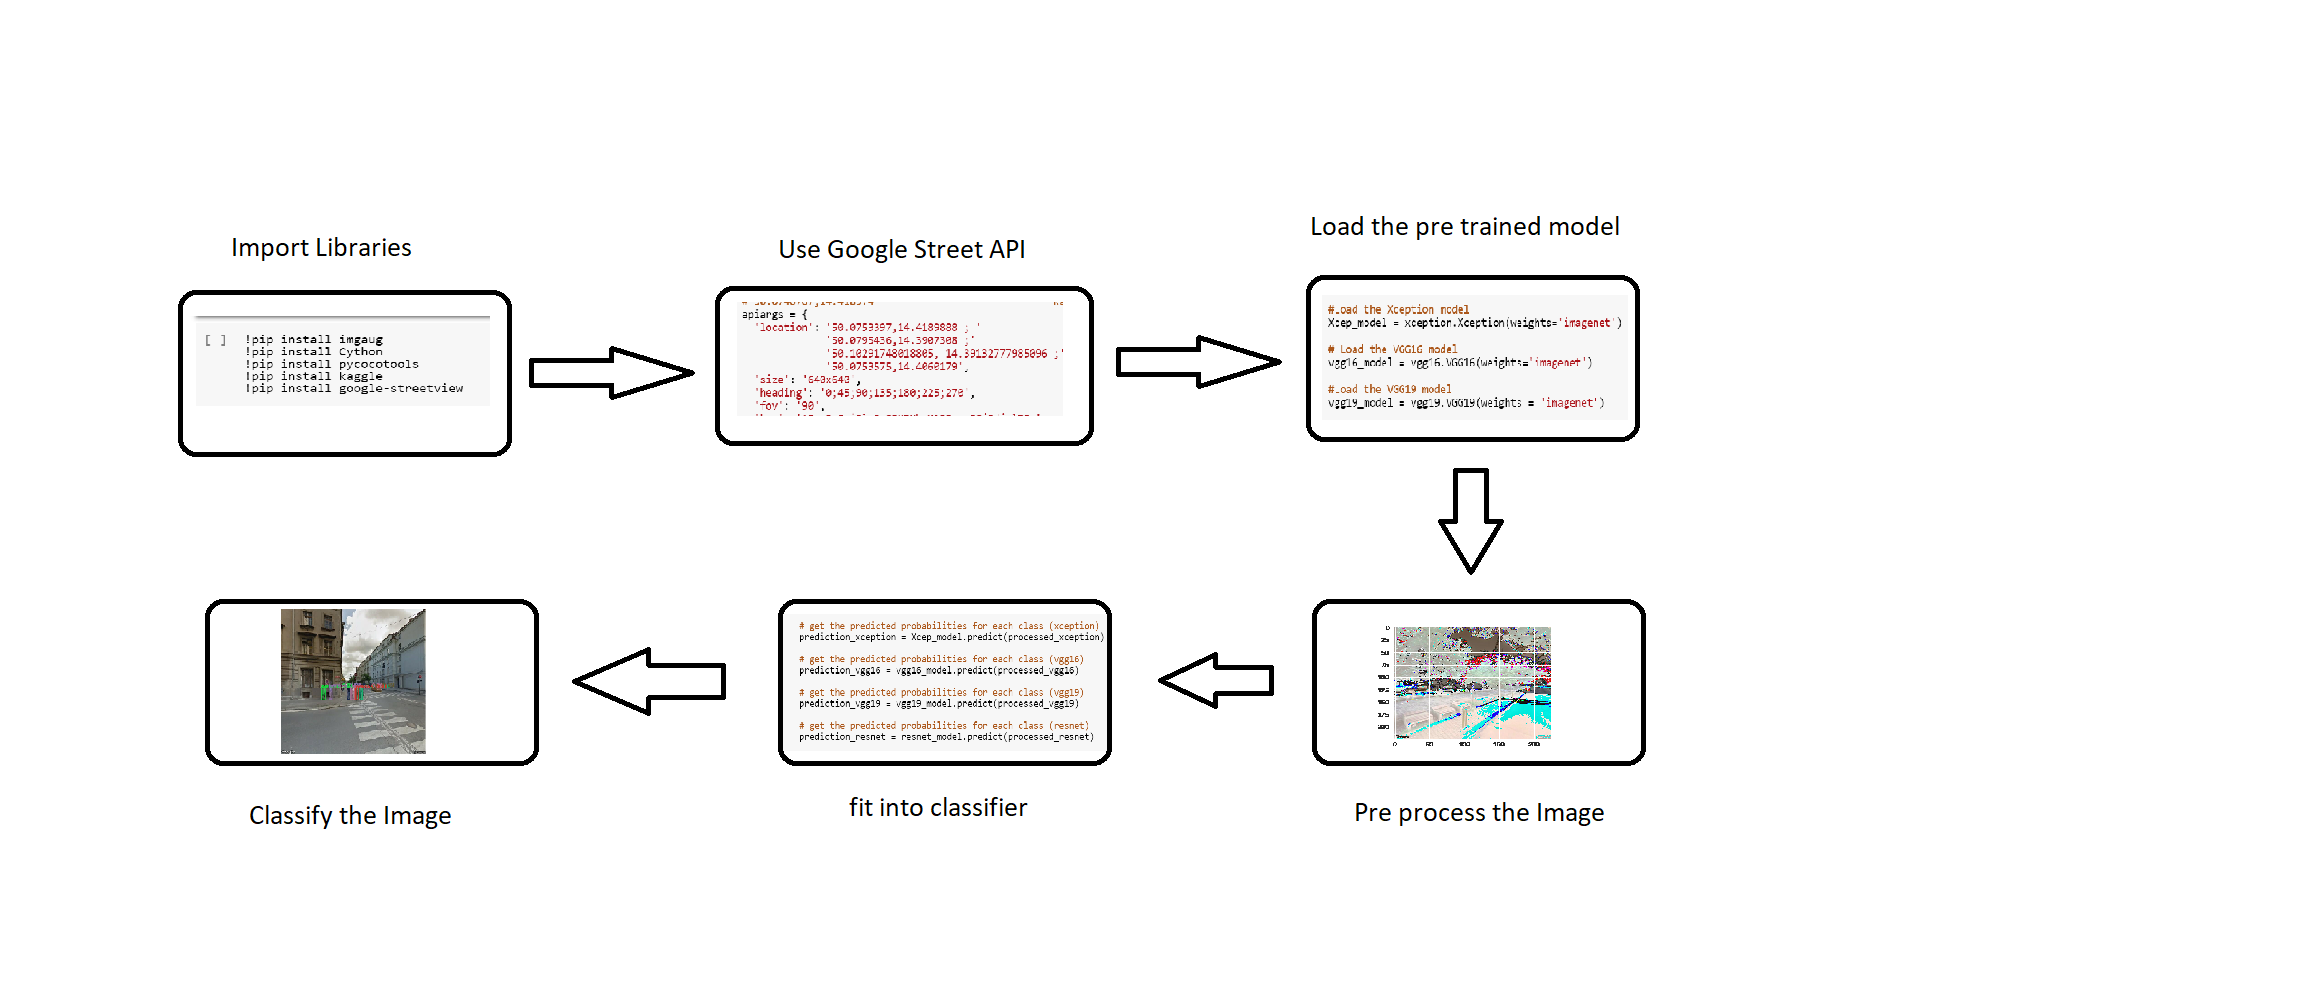 Import Libraries
[ ] !pip install imgaug
!pip install Cython
!pip install pycocotools
!pip install kaggle
!pip install google-streetview
Use Google Street API
apiargs = {
'location': '50.0753397,14.4189888 ; '
'50.0795436,14.3907308 ;'
'50.10291748018805, 14.39132777985096 ;'
'50.0753575,14.4060179',
'size': '640x640',
'heading': '0;45;90;135;180;225;270',
'fov': '90',
Load the pre trained model
#Load the Xception model
Xcep_model = xception.Xception(weights='imagenet')
# Load the VGG16 model
vgg16_model = vgg16.VGG16(weights='imagenet')
#Load the VGG19 model
vgg19_model = vgg19.VGG19(weights = 'imagenet')
Pre process the Image
# get the predicted probabilities for each class (xception)
prediction_xception = Xcep_model.predict(processed_xception)
# get the predicted probabilities for each class (vgg16)
prediction_vgg16 = vgg16_model.predict(processed_vgg16)
# get the predicted probabilities for each class (vgg19)
prediction_vgg19 = vgg19_model.predict(processed_vgg19)
# get the predicted probabilities for each class (resnet)
prediction_resnet = resnet_model.predict(processed_resnet)
fit into classifier
Classify the Image